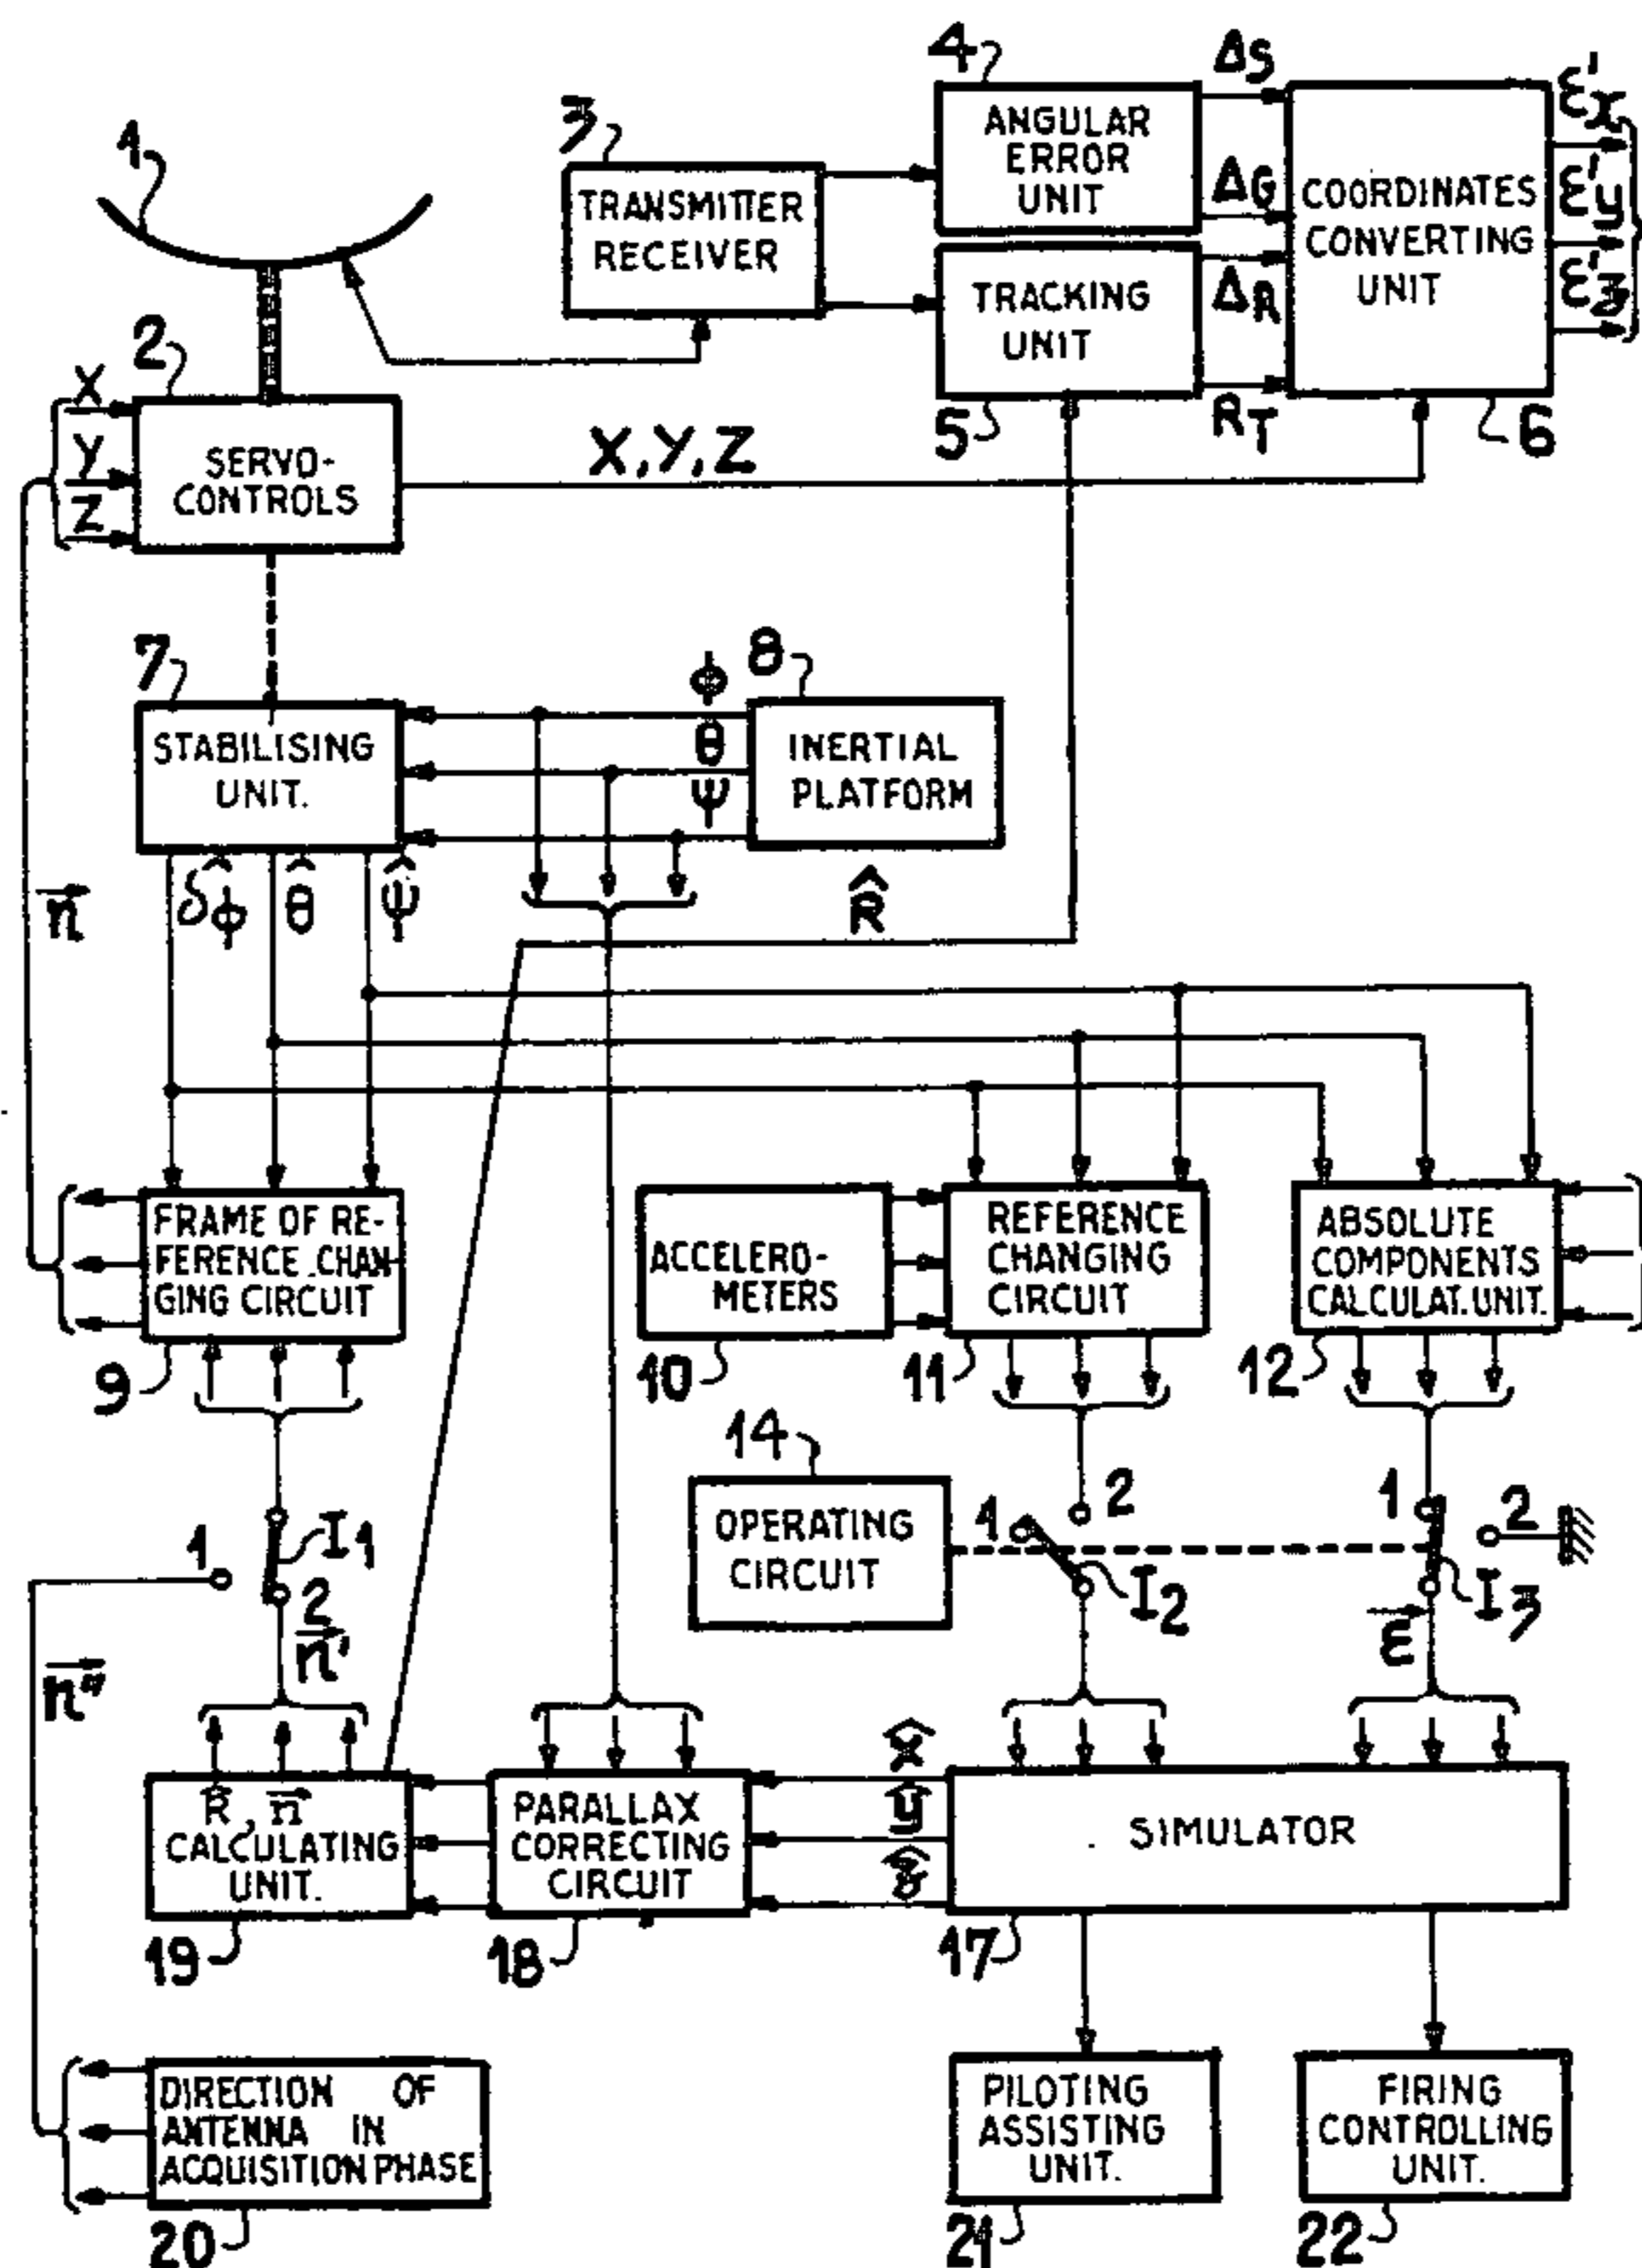 1
3
TRANSMITTER
RECEIVER
4
ANGULAR
ERROR
UNIT
ΔS
ΔG
TRACKING
UNIT
5
ΔR
RT
COORDINATES
CONVERTING
UNIT
6
Ɛ'x
Ɛ'y
Ɛ'z
2
X
Y
Z
SERVO-
CONTROLS
X,Y,Z
7
STABILISING
UNIT.
ϕ
θ
ψ
8
INERTIAL
PLATFORM
δ ϕ̂
θ̂
ψ̂
R̂
n⃗
FRAME OF RE-
FERENCE CHAN-
GING CIRCUIT
9
ACCELERO-
METERS
10
REFERENCE
CHANGING
CIRCUIT
11
ABSOLUTE
COMPONENTS
CALCULAT. UNIT.
12
14
OPERATING
CIRCUIT
1
I1
2
n⃗'
n⃗"
1
2
I2
1
2
I3
Ɛ⃗
R̂, n⃗
CALCULATING
UNIT.
19
PARALLAX
CORRECTING
CIRCUIT
18
x̂
ŷ
ẑ
SIMULATOR
17
DIRECTION OF
ANTENNA IN
ACQUISITION PHASE
20
PILOTING
ASSISTING
UNIT.
21
FIRING
CONTROLLING
UNIT.
22